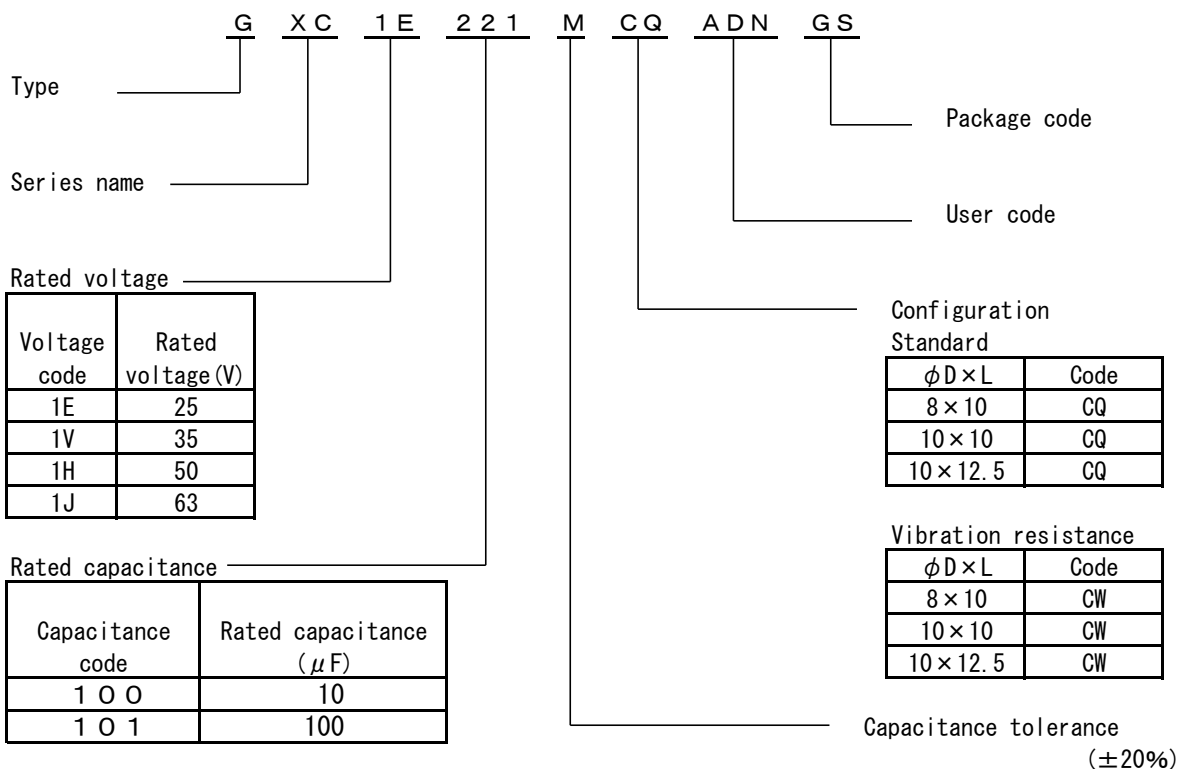 G XC 1E 221 M CQ ADN GS
Type
Package code
Series name
User code
Rated voltage
Voltage code Rated voltage(V)
1E 25
1V 35
1H 50
1J 63
Configuration
Standard
φD×L Code
8×10 CQ
10×10 CQ
10×12.5 CQ
Vibration resistance
φD×L Code
8×10 CW
10×10 CW
10×12.5 CW
Rated capacitance
Capacitance code Rated capacitance (μF)
100 10
101 100
Capacitance tolerance
(±20%)